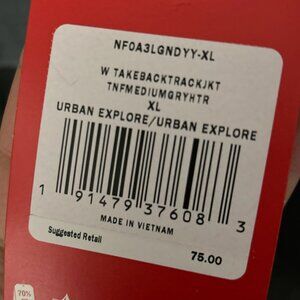 NF0A3LGNDYY-XL
W TAKEBACKTRACKJKT
TNFMEDIUMGRYHTR
XL
URBAN EXPLORE/URBAN EXPLORE
1 91479 37608 3
MADE IN VIETNAM
Suggested Retail 75.00
70%